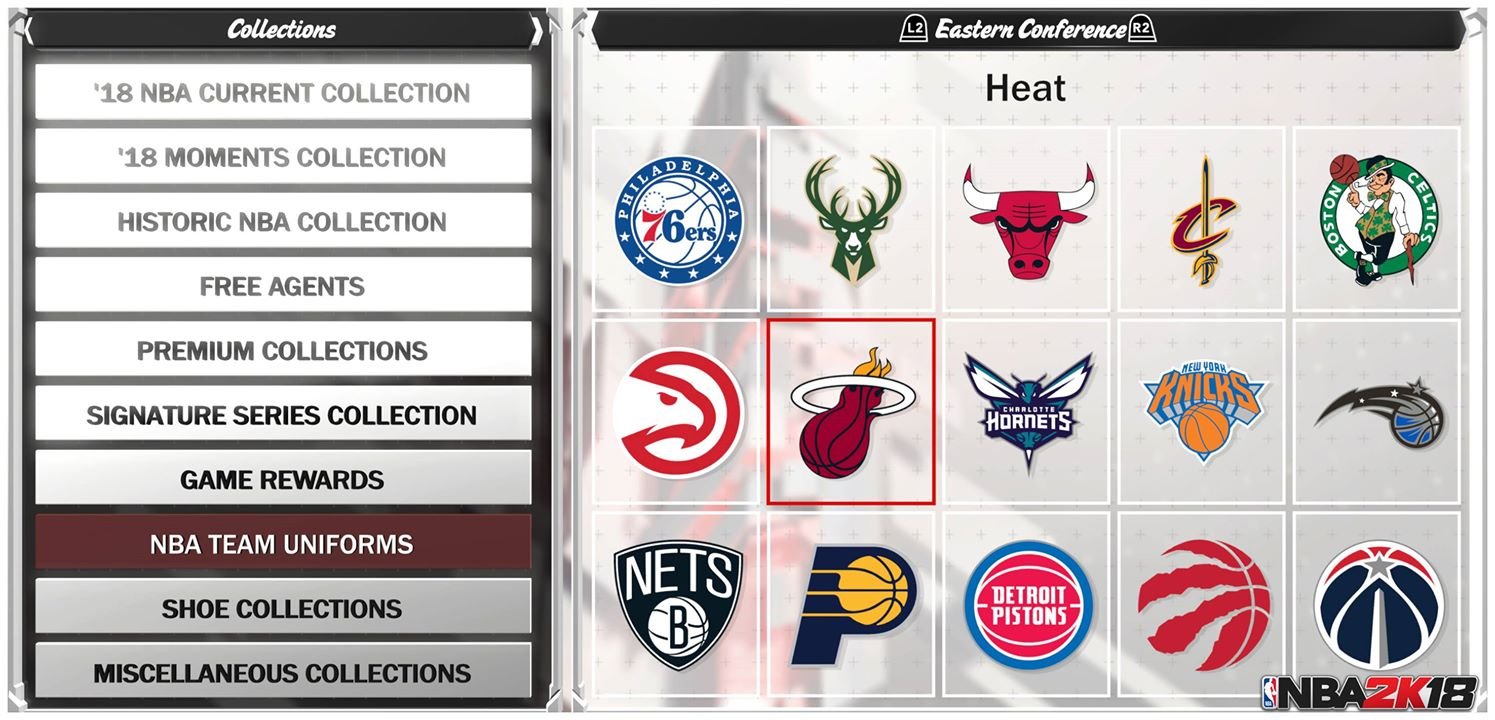 Collections
'18 NBA CURRENT COLLECTION
'18 MOMENTS COLLECTION
HISTORIC NBA COLLECTION
FREE AGENTS
PREMIUM COLLECTIONS
SIGNATURE SERIES COLLECTION
GAME REWARDS
NBA TEAM UNIFORMS
SHOE COLLECTIONS
MISCELLANEOUS COLLECTIONS
L2 Eastern Conference R2
Heat
PHILADELPHIA
76ers
C
BOSTON CELTICS
CHARLOTTE
HORNETS
NEW YORK
KNICKS
NETS
B
P
DETROIT
PISTONS
NBA 2K18